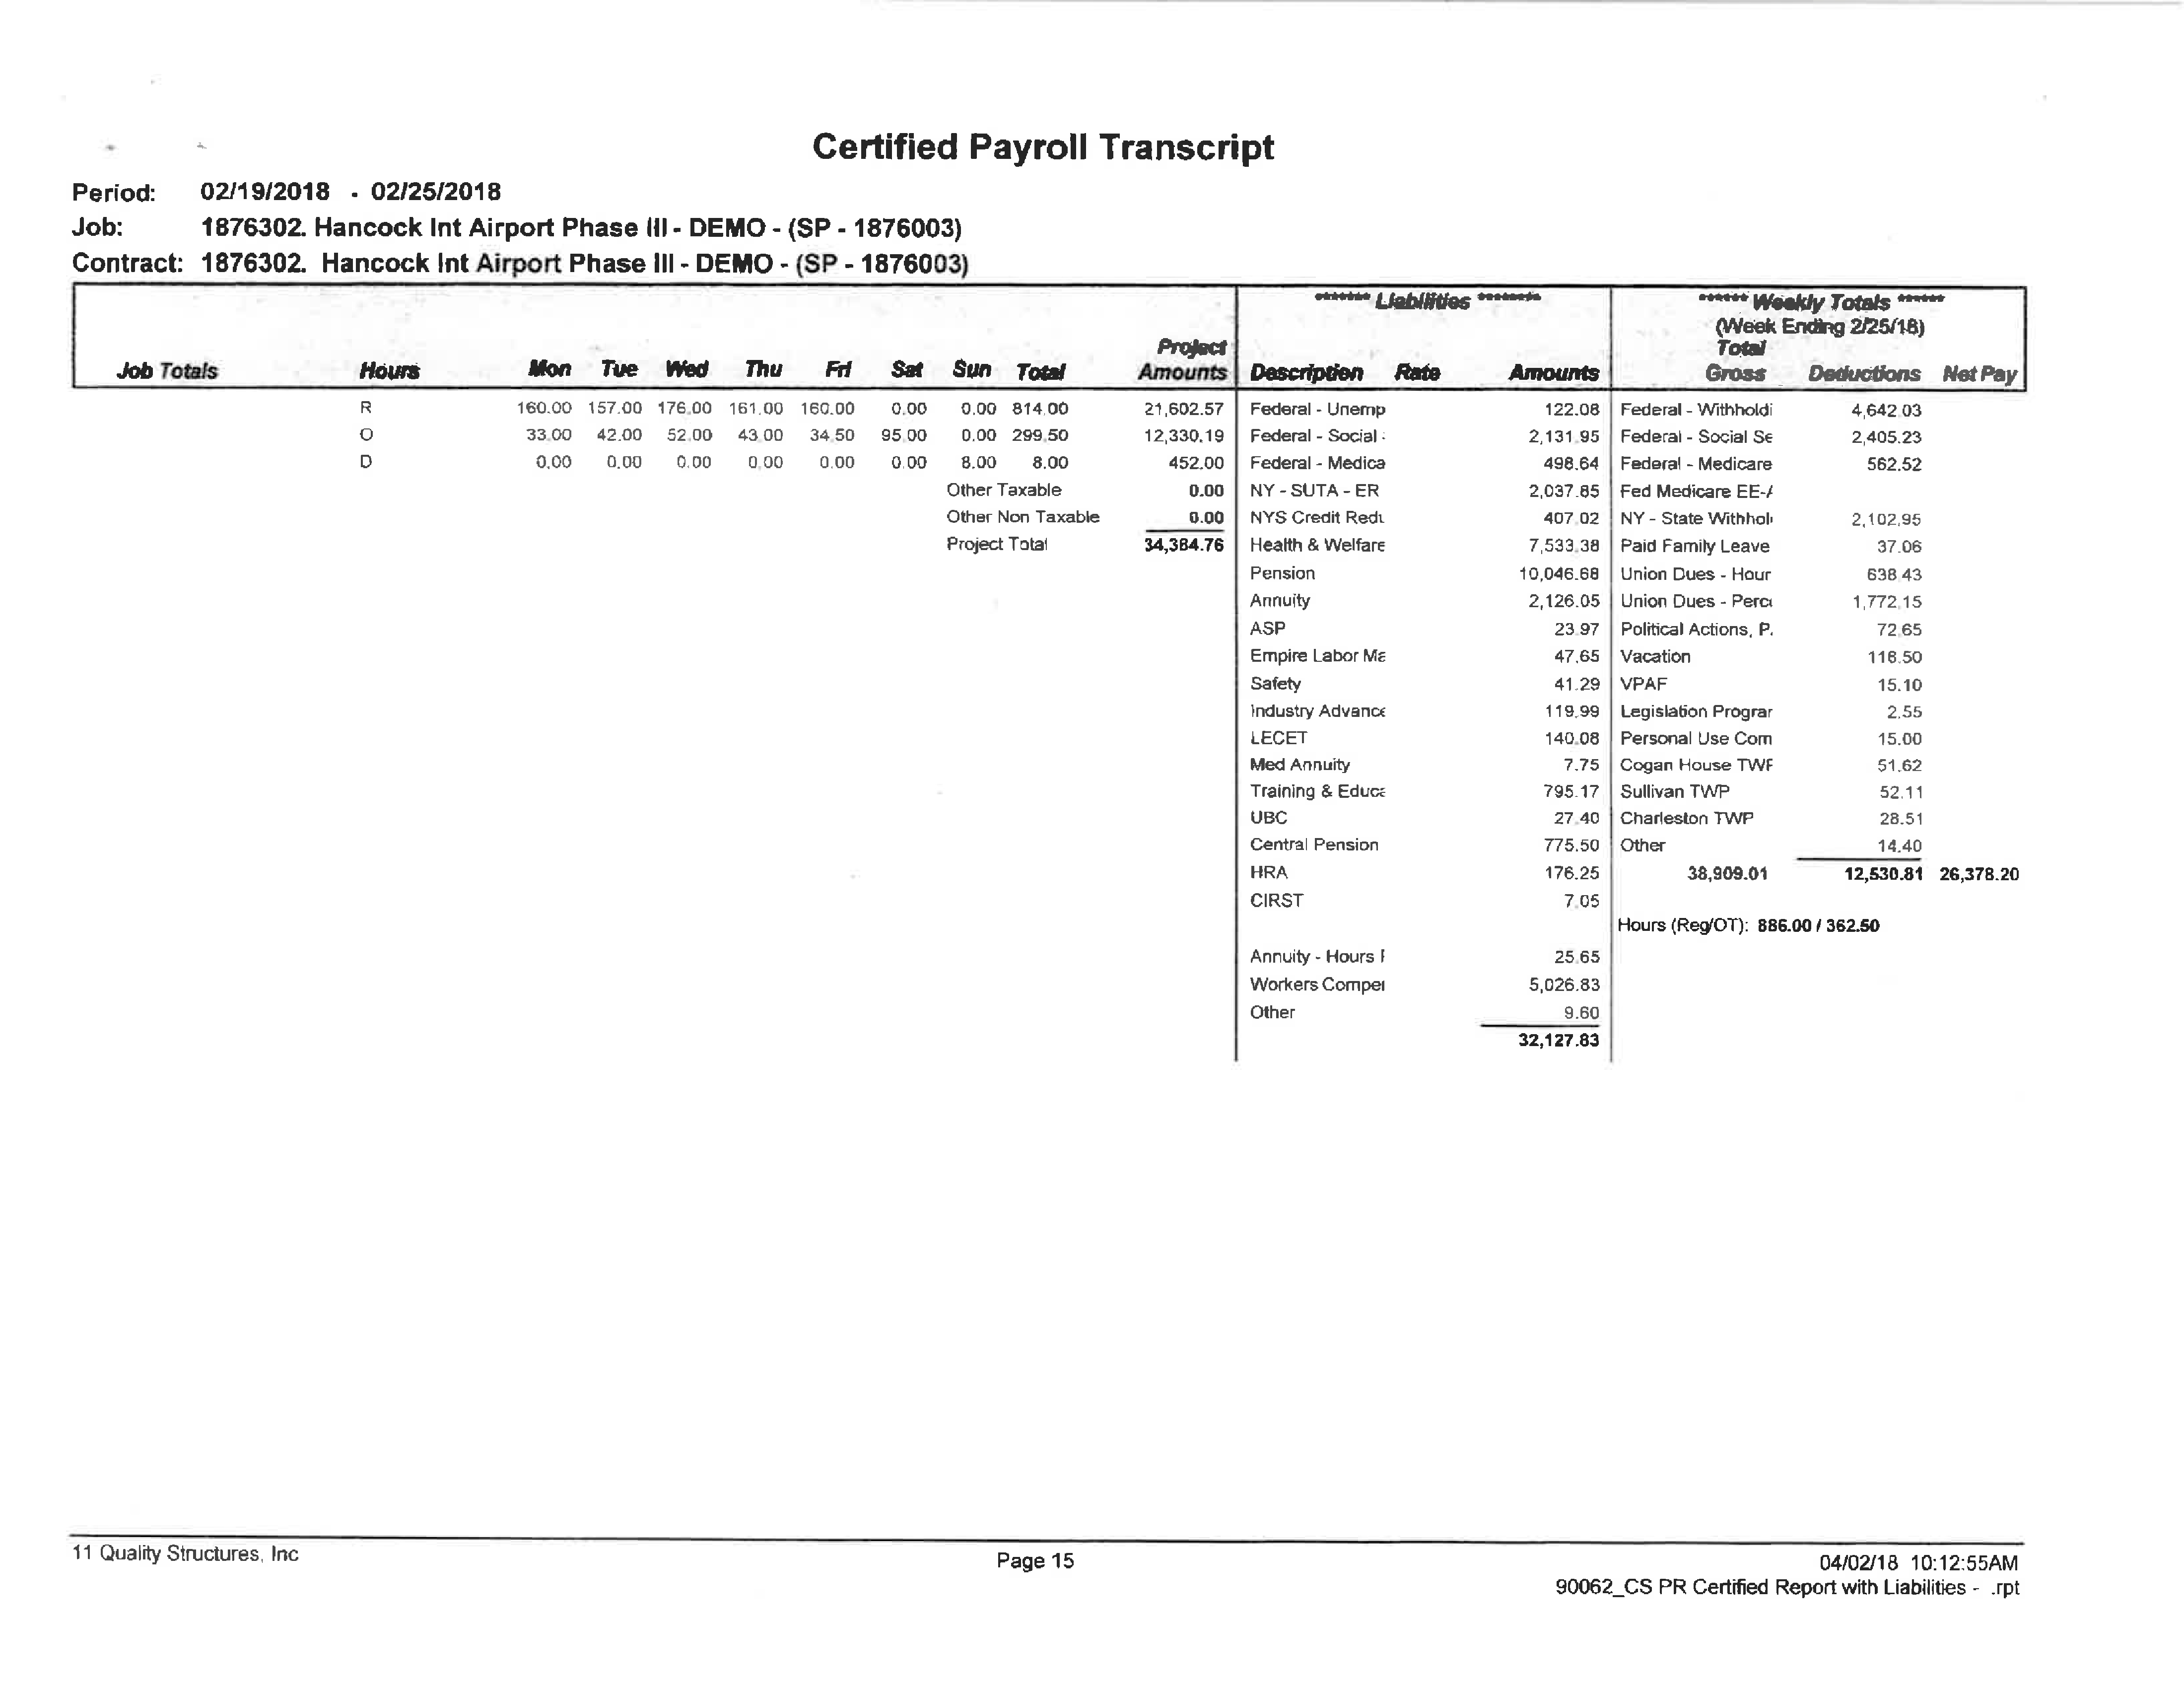 Certified Payroll Transcript
Period: 02/19/2018 - 02/25/2018
Job: 1876302. Hancock Int Airport Phase III - DEMO - (SP - 1876003)
Contract: 1876302. Hancock Int Airport Phase III - DEMO - (SP - 1876003)
******* Liabilities ******** ****** Weekly Totals ******
(Week Ending 2/25/18)
Project Total
Job Totals Hours Mon Tue Wed Thu Fri Sat Sun Total Amounts Description Rate Amounts Gross Deductions Net Pay
R 160.00 157.00 176.00 161.00 160.00 0.00 0.00 814.00 21,602.57 Federal - Unemp 122.08 Federal - Withholdi 4,642.03
O 33.00 42.00 52.00 43.00 34.50 95.00 0.00 299.50 12,330.19 Federal - Social 2,131.95 Federal - Social Se 2,405.23
D 0.00 0.00 0.00 0.00 0.00 0.00 8.00 8.00 452.00 Federal - Medica 498.64 Federal - Medicare 562.52
Other Taxable 0.00 NY - SUTA - ER 2,037.85 Fed Medicare EE-
Other Non Taxable 0.00 NYS Credit Redu 407.02 NY - State Withhol 2,102.95
Project Total 34,384.76 Health & Welfare 7,533.38 Paid Family Leave 37.06
Pension 10,046.68 Union Dues - Hour 638.43
Annuity 2,126.05 Union Dues - Perc 1,772.15
ASP 23.97 Political Actions, P. 72.65
Empire Labor Ma 47.65 Vacation 118.50
Safety 41.29 VPAF 15.10
Industry Advance 119.99 Legislation Prograr 2.55
LECET 140.08 Personal Use Com 15.00
Med Annuity 7.75 Cogan House TWF 51.62
Training & Educa 795.17 Sullivan TWP 52.11
UBC 27.40 Charleston TWP 28.51
Central Pension 775.50 Other 14.40
HRA 176.25 38,909.01 12,530.81 26,378.20
CIRST 7.05
Hours (Reg/OT): 886.00 / 362.50
Annuity - Hours 25.65
Workers Compei 5,026.83
Other 9.60
32,127.83
11 Quality Structures, Inc Page 15 04/02/18 10:12:55AM
90062_CS PR Certified Report with Liabilities - .rpt